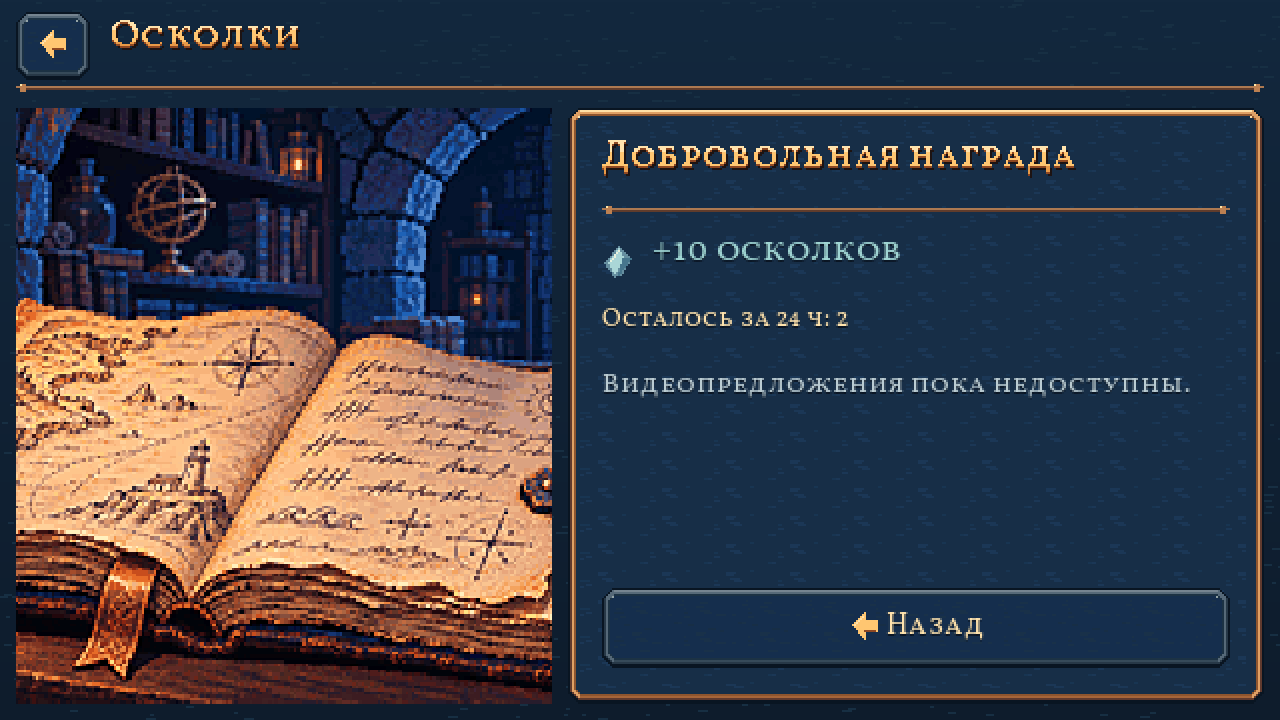 Осколки
Добровольная награда
+10 осколков
Осталось за 24 ч: 2
Видеопредложения пока недоступны.
Назад